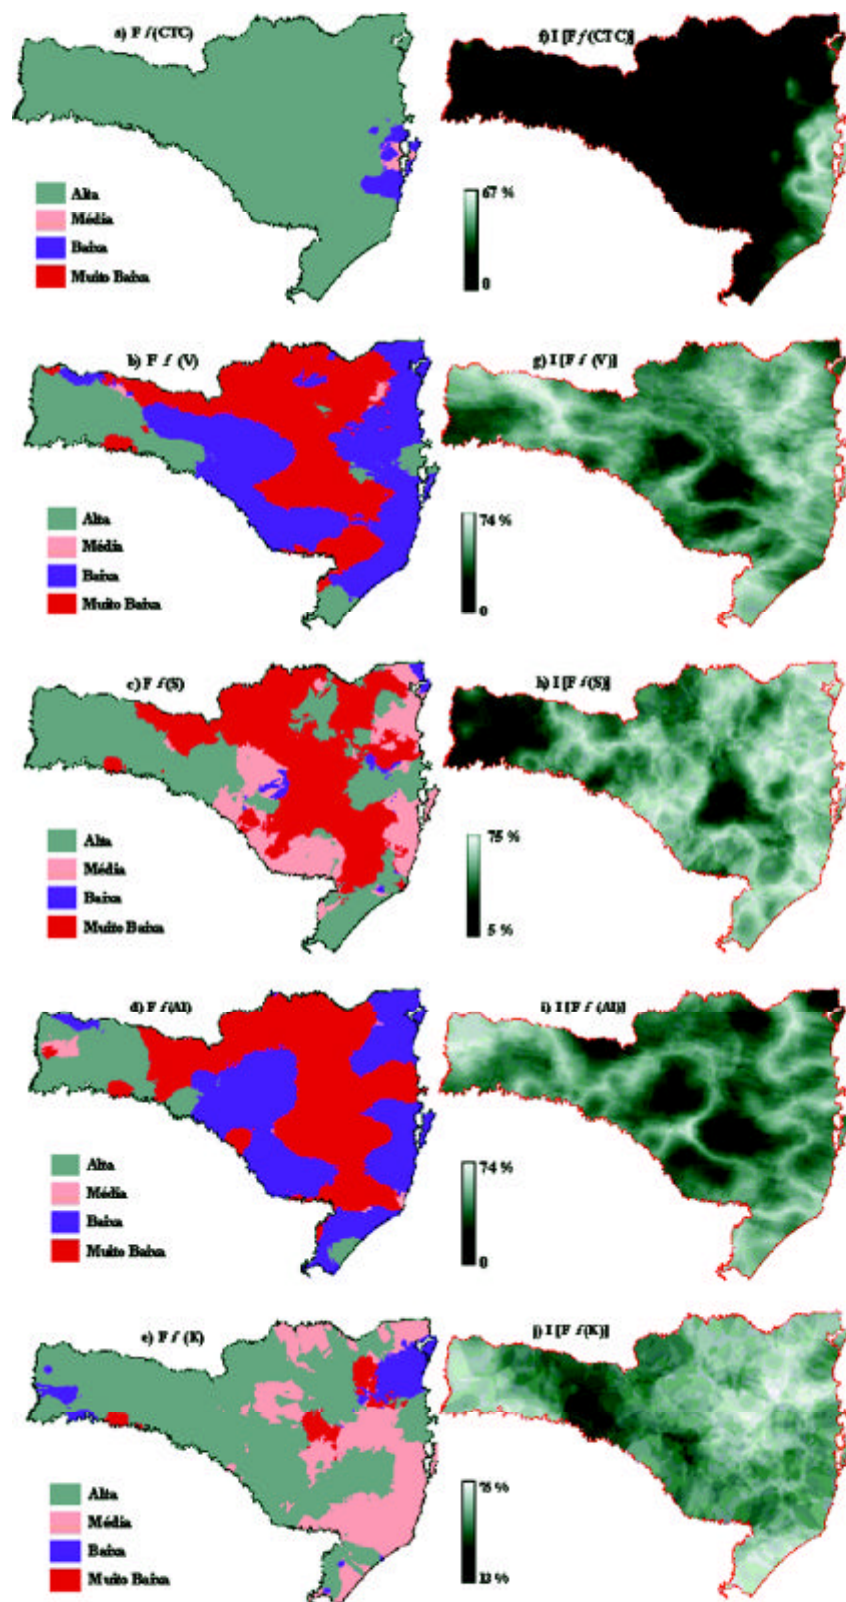 a) F f (CTC)
f) I [F f (CTC)]
Alta
Média
Baixa
Muito Baixa
67 %
0
b) F f (V)
g) I [F f (V)]
Alta
Média
Baixa
Muito Baixa
74 %
0
c) F f (S)
h) I [F f (S)]
Alta
Média
Baixa
Muito Baixa
75 %
5 %
d) F f (Al)
i) I [F f (Al)]
Alta
Média
Baixa
Muito Baixa
74 %
0
e) F f (K)
j) I [F f (K)]
Alta
Média
Baixa
Muito Baixa
75 %
13 %